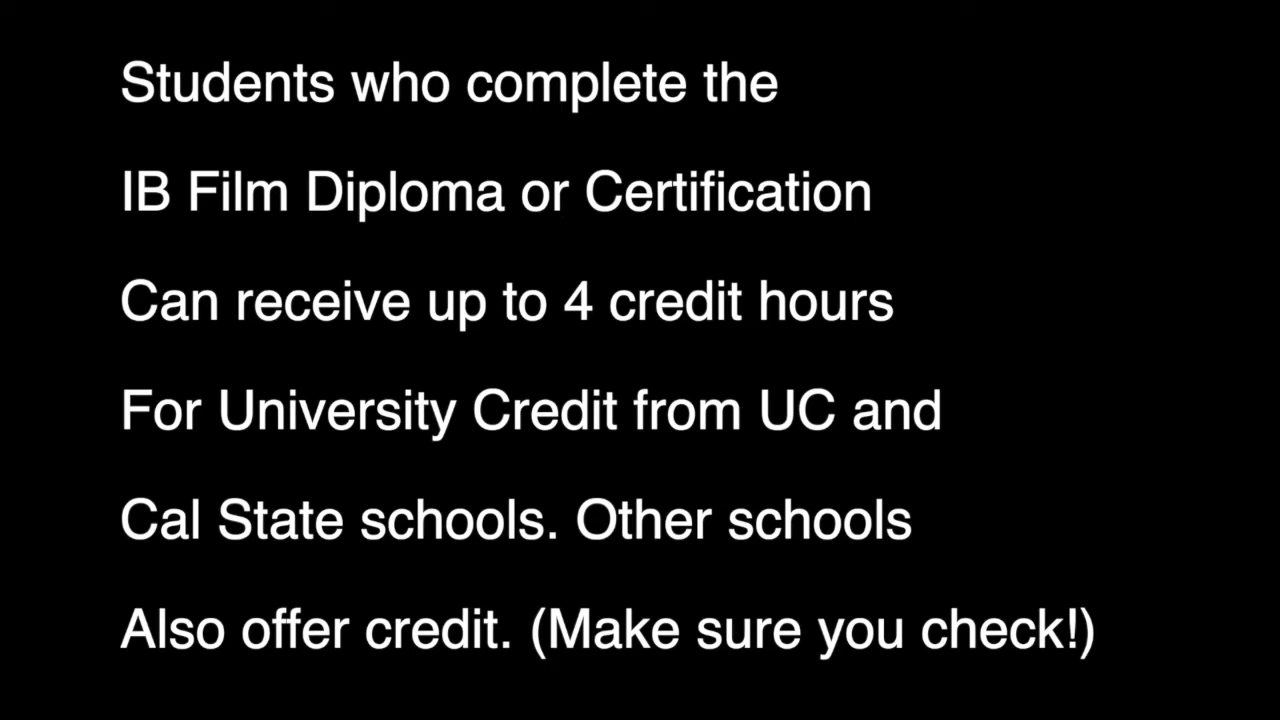 Students who complete the
IB Film Diploma or Certification
Can receive up to 4 credit hours
For University Credit from UC and
Cal State schools. Other schools
Also offer credit. (Make sure you check!)